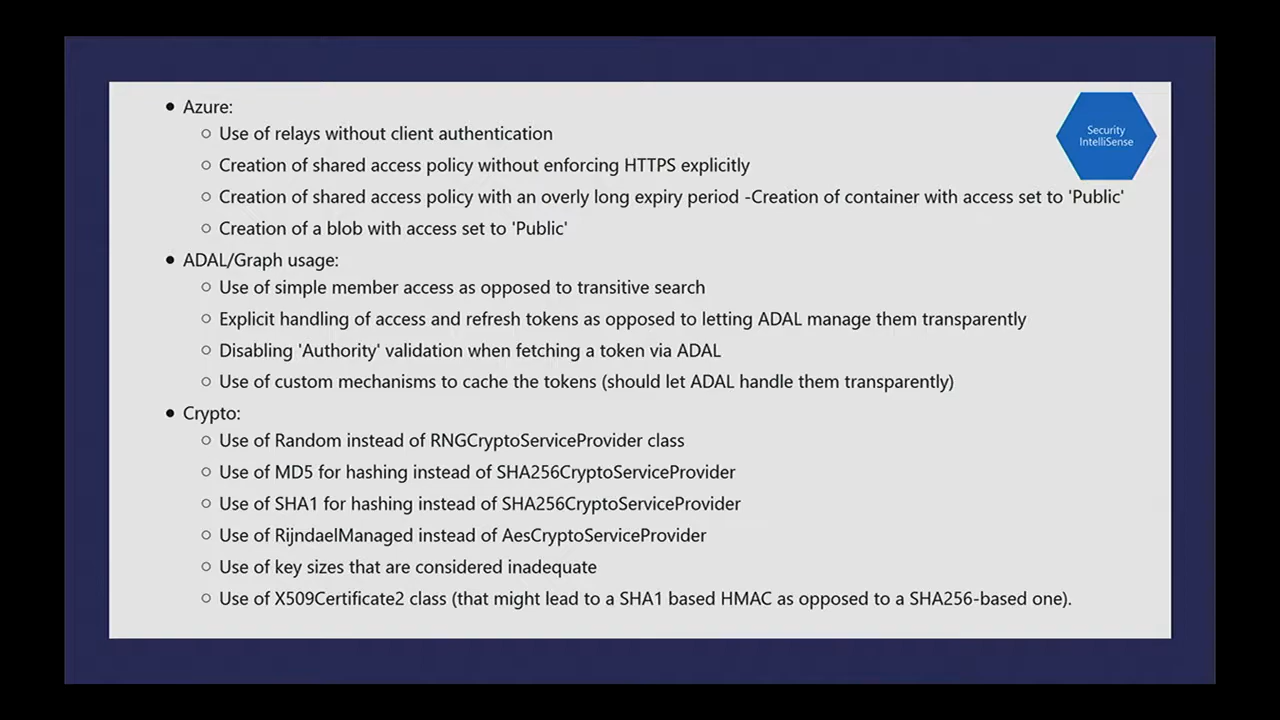 • Azure:
○ Use of relays without client authentication
○ Creation of shared access policy without enforcing HTTPS explicitly
○ Creation of shared access policy with an overly long expiry period -Creation of container with access set to 'Public'
○ Creation of a blob with access set to 'Public'
• ADAL/Graph usage:
○ Use of simple member access as opposed to transitive search
○ Explicit handling of access and refresh tokens as opposed to letting ADAL manage them transparently
○ Disabling 'Authority' validation when fetching a token via ADAL
○ Use of custom mechanisms to cache the tokens (should let ADAL handle them transparently)
• Crypto:
○ Use of Random instead of RNGCryptoServiceProvider class
○ Use of MD5 for hashing instead of SHA256CryptoServiceProvider
○ Use of SHA1 for hashing instead of SHA256CryptoServiceProvider
○ Use of RijndaelManaged instead of AesCryptoServiceProvider
○ Use of key sizes that are considered inadequate
○ Use of X509Certificate2 class (that might lead to a SHA1 based HMAC as opposed to a SHA256-based one).
Security
IntelliSense